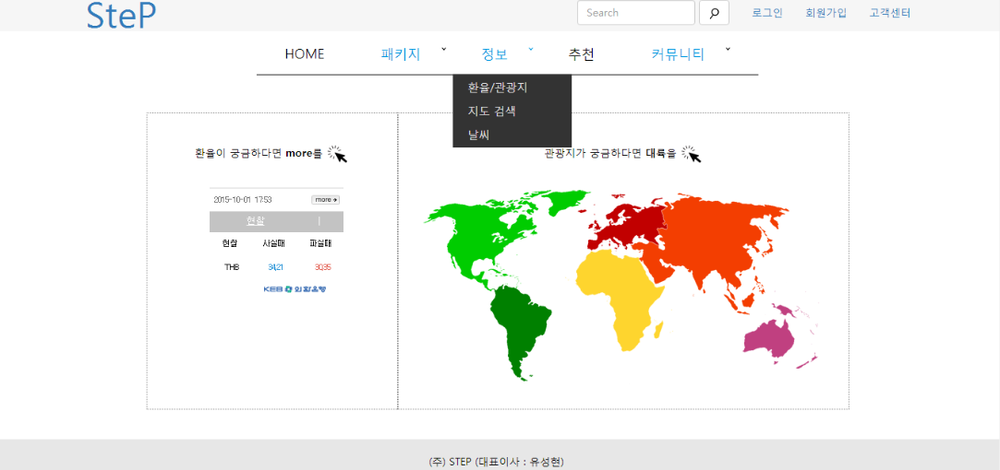 SteP
Search
로그인 회원가입 고객센터
HOME 패키지 정보 추천 커뮤니티
환율/관광지
지도 검색
날씨
환율이 궁금하다면 more를
관광지가 궁금하다면 대륙을
2015-10-01 17:53 more
현찰 |
현찰 사실때 파실때
THB 34.21 30.35
KEB 외환은행
(주) STEP (대표이사 : 유성현)